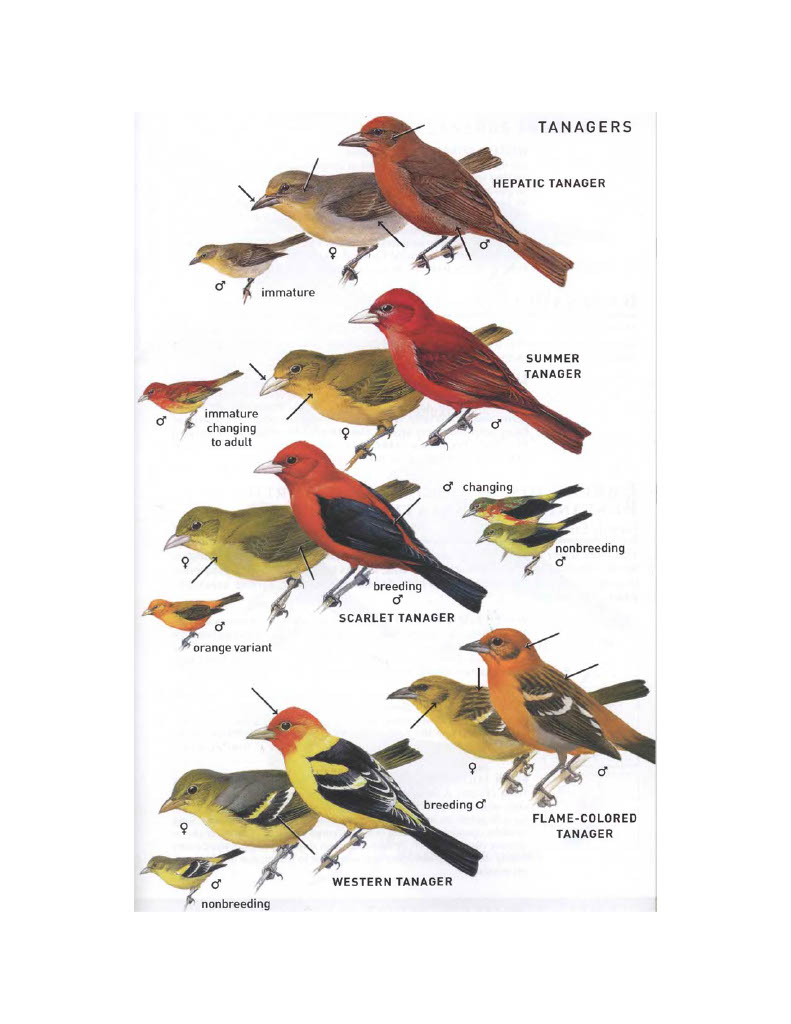 TANAGERS
HEPATIC TANAGER
♀
♂
♂
immature
SUMMER
TANAGER
♂
immature
changing
to adult
♀
♂
♂ changing
nonbreeding
♂
♀
breeding
♂
SCARLET TANAGER
♂
orange variant
♀
♂
breeding ♂
FLAME-COLORED
TANAGER
♀
♂
WESTERN TANAGER
nonbreeding